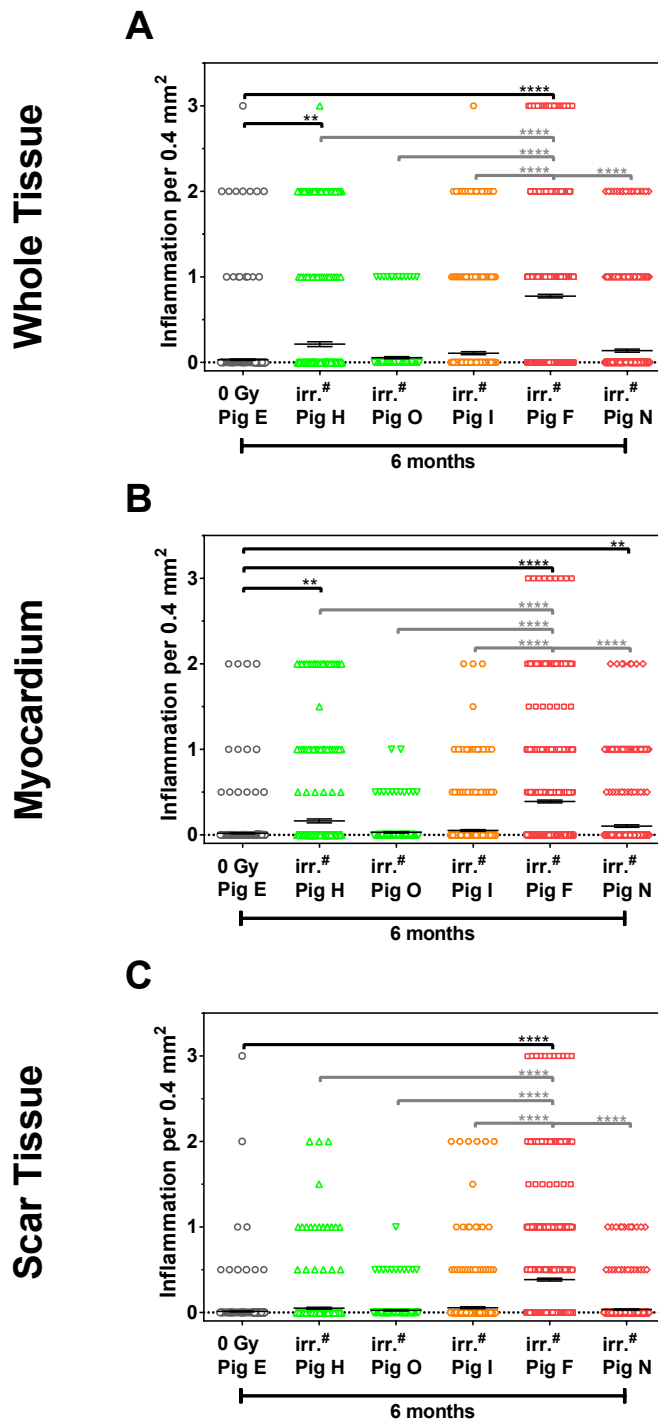 A
Whole Tissue
Inflammation per 0.4 mm²
3
2
1
0
****
**
****
****
**** ****
0 Gy irr.# irr.# irr.# irr.# irr.#
Pig E Pig H Pig O Pig I Pig F Pig N
6 months
B
Myocardium
Inflammation per 0.4 mm²
3
2
1
0
**
****
**
****
****
**** ****
0 Gy irr.# irr.# irr.# irr.# irr.#
Pig E Pig H Pig O Pig I Pig F Pig N
6 months
C
Scar Tissue
Inflammation per 0.4 mm²
3
2
1
0
****
****
****
**** ****
0 Gy irr.# irr.# irr.# irr.# irr.#
Pig E Pig H Pig O Pig I Pig F Pig N
6 months